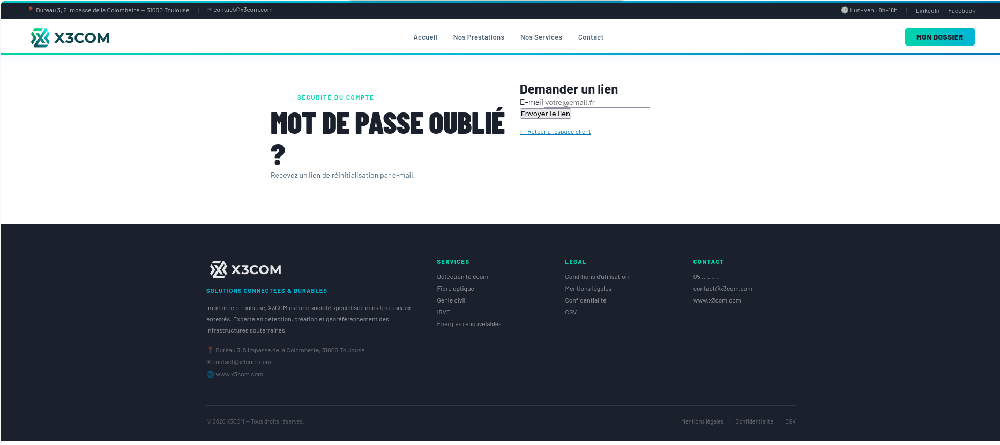 📍 Bureau 3, 5 Impasse de la Colombette — 31000 Toulouse | ✉ contact@x3com.com
🕐 Lun–Ven : 8h–18h | LinkedIn Facebook
X3COM
Accueil Nos Prestations Nos Services Contact
MON DOSSIER
SÉCURITÉ DU COMPTE
MOT DE PASSE OUBLIÉ
?
Recevez un lien de réinitialisation par e-mail.
Demander un lien
E-mail votre@email.fr
Envoyer le lien
← Retour à l'espace client
X3COM
SOLUTIONS CONNECTÉES & DURABLES
Implantée à Toulouse, X3COM est une société spécialisée dans les réseaux
enterrés. Experte en détection, création et géoréférencement des
infrastructures souterraines.
📍 Bureau 3, 5 Impasse de la Colombette, 31000 Toulouse
✉ contact@x3com.com
🌐 www.x3com.com
SERVICES
Détection télécom
Fibre optique
Génie civil
IRVE
Énergies renouvelables
LÉGAL
Conditions d'utilisation
Mentions légales
Confidentialité
CGV
CONTACT
05 .. .. .. ..
contact@x3com.com
www.x3com.com
© 2026 X3COM — Tous droits réservés.
Mentions légales · Confidentialité · CGV